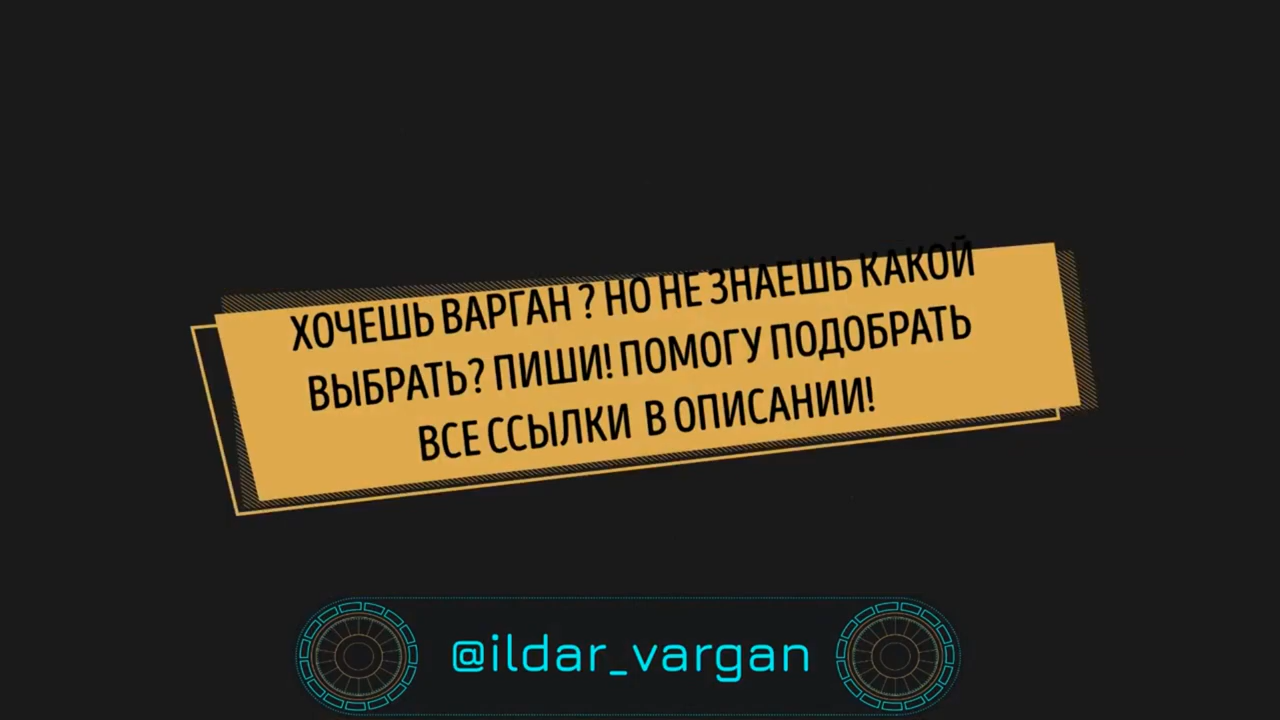 ХОЧЕШЬ ВАРГАН ? НО НЕ ЗНАЕШЬ КАКОЙ
ВЫБРАТЬ? ПИШИ! ПОМОГУ ПОДОБРАТЬ
ВСЕ ССЫЛКИ В ОПИСАНИИ!
@ildar_vargan